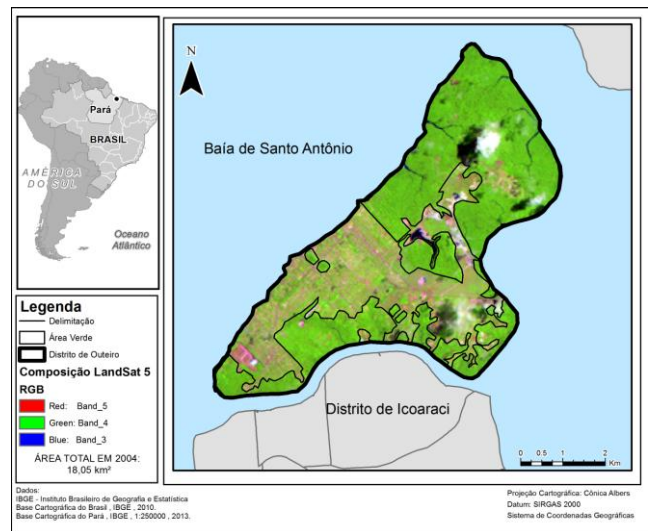 Pará
BRASIL
AMÉRICA
DO SUL
Oceano
Atlântico
Legenda
Delimitação
Área Verde
Distrito de Outeiro
Composição LandSat 5
RGB
Red: Band_5
Green: Band_4
Blue: Band_3
ÁREA TOTAL EM 2004:
18,05 km²
N
Baía de Santo Antônio
Distrito de Icoaraci
0 0.5 1 2
Km
Dados:
IBGE - Instituto Brasileiro de Geografia e Estatística
Base Cartográfica do Brasil , IBGE , 2010.
Base Cartográfica do Pará , IBGE , 1:250000 , 2013.
Projeção Cartográfica: Cônica Albers
Datum: SIRGAS 2000
Sistema de Coordenadas Geográficas